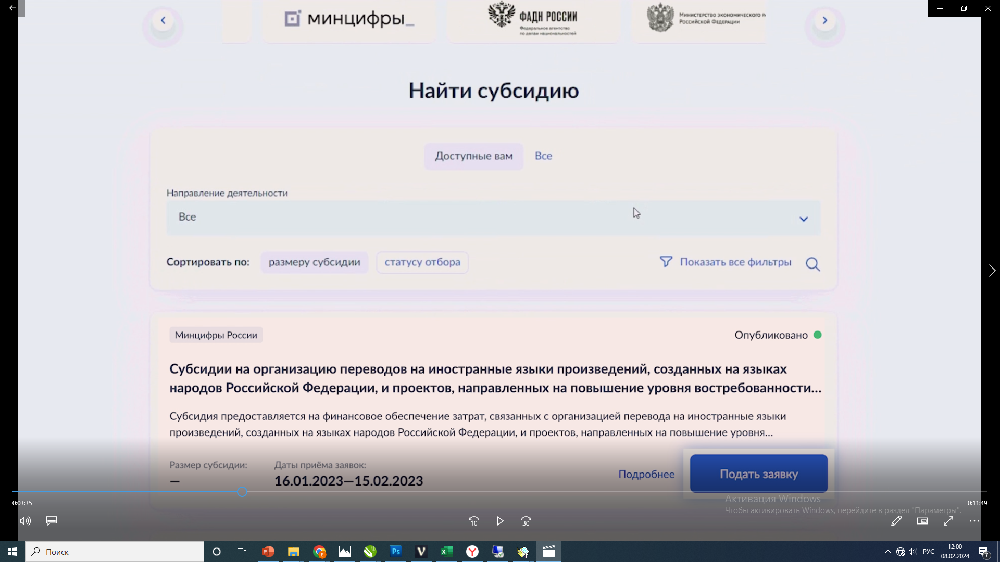 минцифры_
ФАДН РОССИИ
Федеральное агентство
по делам национальностей
Министерство экономического р
Российской Федерации
Найти субсидию
Доступные вам
Все
Направление деятельности
Все
Сортировать по:
размеру субсидии
статусу отбора
Показать все фильтры
Минцифры России
Опубликовано
Субсидии на организацию переводов на иностранные языки произведений, созданных на языках
народов Российской Федерации, и проектов, направленных на повышение уровня востребованности...
Субсидия предоставляется на финансовое обеспечение затрат, связанных с организацией перевода на иностранные языки
произведений, созданных на языках народов Российской Федерации, и проектов, направленных на повышение уровня...
Размер субсидии:
—
Даты приёма заявок:
16.01.2023—15.02.2023
Подробнее
Подать заявку
0:03:35
0:11:49
Активация Windows
Чтобы активировать Windows, перейдите в раздел "Параметры".
10
30
Поиск
P
E
Ps
V
X
Y
РУС
12:00
08.02.2024
7